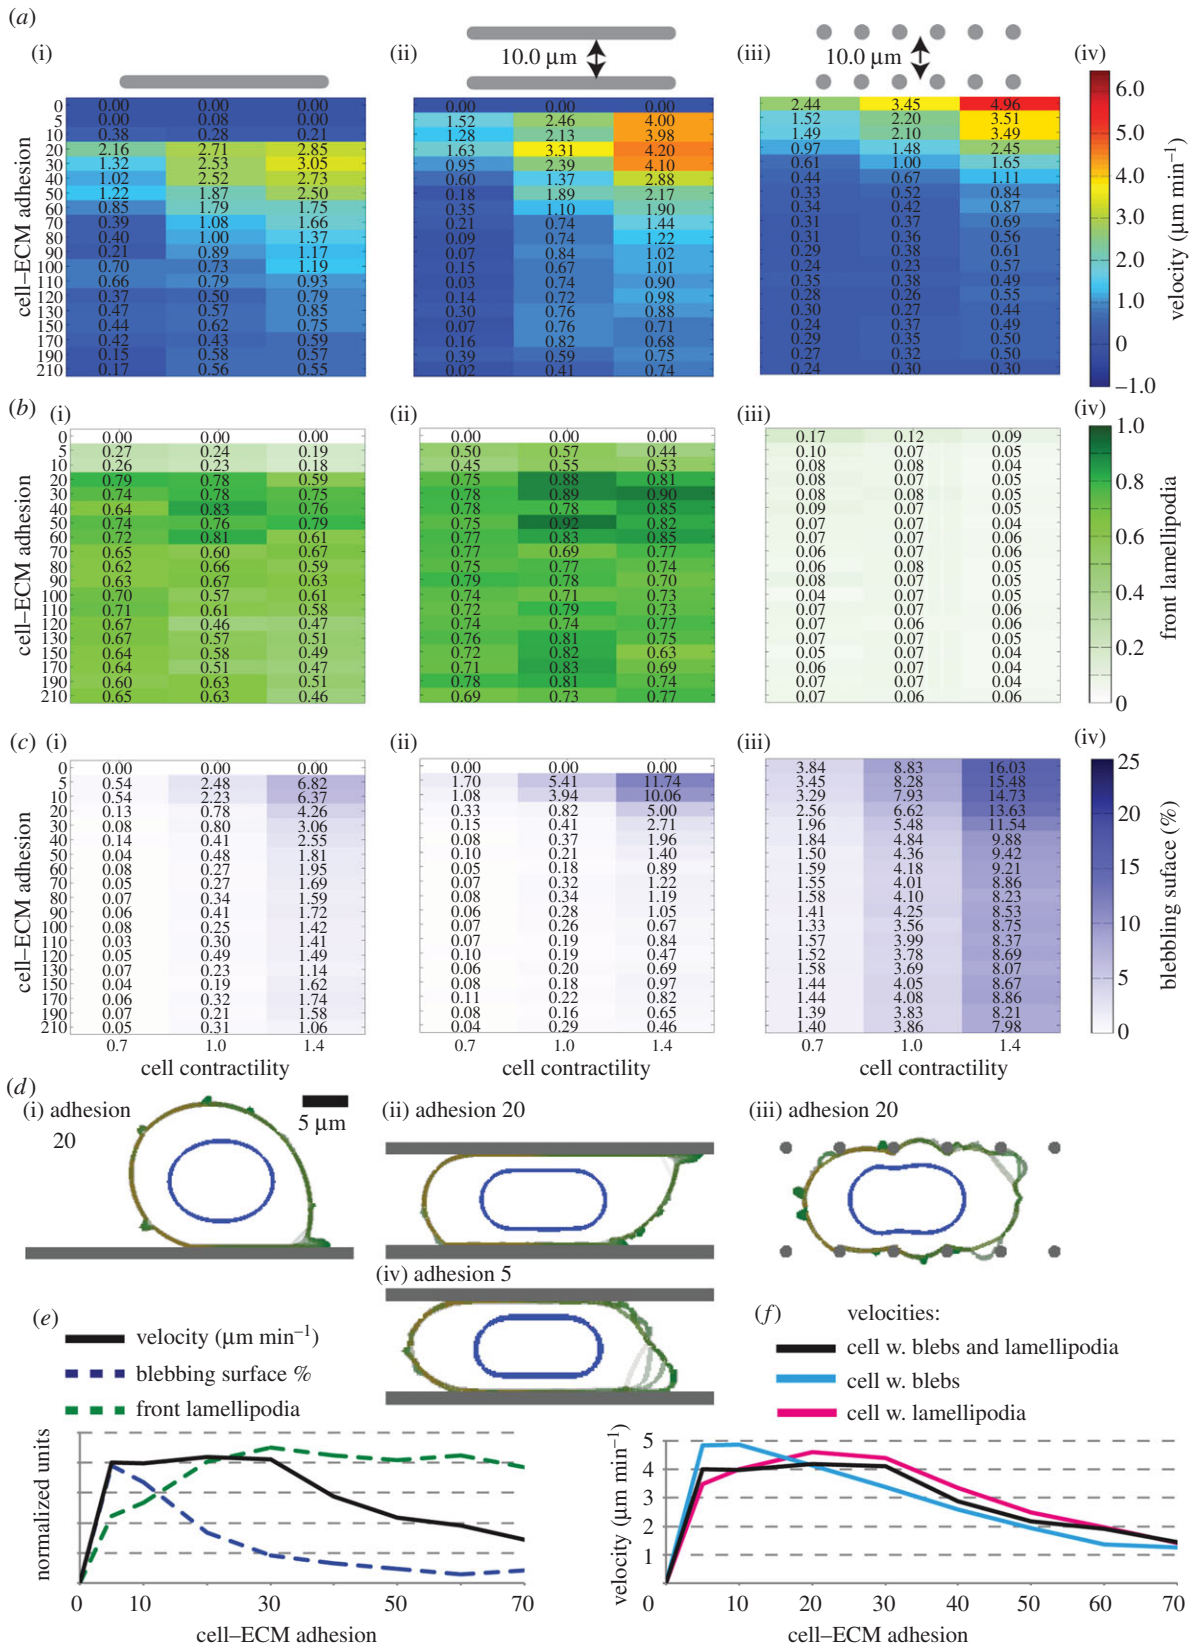 (a)
(i)
(ii)
10.0 μm
(iii)
10.0 μm
(iv)
cell–ECM adhesion
0 0.00 0.00 0.00
5 0.00 0.08 0.00
10 0.38 0.28 0.21
20 2.16 2.71 2.85
30 1.32 2.53 3.05
40 1.02 2.52 2.73
50 1.22 1.87 2.50
60 0.85 1.79 1.75
70 0.39 1.08 1.66
80 0.40 1.00 1.37
90 0.21 0.89 1.17
100 0.70 0.73 1.19
110 0.66 0.79 0.93
120 0.37 0.50 0.79
130 0.47 0.57 0.85
150 0.44 0.62 0.75
170 0.42 0.43 0.59
190 0.15 0.58 0.57
210 0.17 0.56 0.55
0.00 0.00 0.00
1.52 2.46 4.00
1.28 2.13 3.98
1.63 3.31 4.20
0.95 2.39 4.10
0.60 1.37 2.88
0.18 1.89 2.17
0.35 1.10 1.90
0.21 0.74 1.44
0.09 0.74 1.22
0.07 0.84 1.02
0.15 0.67 1.01
0.03 0.74 0.90
0.14 0.72 0.98
0.30 0.76 0.88
0.07 0.76 0.71
0.16 0.82 0.68
0.39 0.59 0.75
0.02 0.41 0.74
2.44 3.45 4.96
1.52 2.20 3.51
1.49 2.10 3.49
0.97 1.48 2.45
0.61 1.00 1.65
0.44 0.67 1.11
0.33 0.52 0.84
0.34 0.42 0.87
0.31 0.37 0.69
0.31 0.36 0.56
0.29 0.38 0.61
0.24 0.23 0.57
0.35 0.38 0.49
0.28 0.26 0.55
0.30 0.27 0.44
0.24 0.37 0.49
0.29 0.35 0.50
0.27 0.32 0.50
0.24 0.30 0.30
6.0
5.0
4.0
3.0
2.0
1.0
0
–1.0
velocity (μm min–1)
(b)
(i)
(ii)
(iii)
(iv)
cell–ECM adhesion
0 0.00 0.00 0.00
5 0.27 0.24 0.19
10 0.26 0.23 0.18
20 0.79 0.78 0.59
30 0.74 0.78 0.75
40 0.64 0.83 0.76
50 0.74 0.76 0.79
60 0.72 0.81 0.61
70 0.65 0.60 0.67
80 0.62 0.66 0.59
90 0.63 0.67 0.63
100 0.70 0.57 0.61
110 0.71 0.61 0.58
120 0.67 0.46 0.47
130 0.67 0.57 0.51
150 0.64 0.58 0.49
170 0.64 0.51 0.47
190 0.60 0.63 0.51
210 0.65 0.63 0.46
0.00 0.00 0.00
0.50 0.57 0.44
0.45 0.55 0.53
0.75 0.88 0.81
0.78 0.89 0.90
0.78 0.78 0.85
0.75 0.92 0.82
0.77 0.83 0.85
0.77 0.69 0.77
0.75 0.77 0.74
0.79 0.78 0.70
0.74 0.71 0.73
0.72 0.79 0.73
0.74 0.72 0.77
0.76 0.81 0.75
0.72 0.82 0.63
0.71 0.83 0.69
0.78 0.81 0.74
0.69 0.73 0.77
0.17 0.12 0.09
0.10 0.07 0.05
0.08 0.07 0.04
0.08 0.08 0.05
0.08 0.07 0.05
0.09 0.07 0.05
0.07 0.07 0.04
0.07 0.07 0.05
0.06 0.07 0.06
0.06 0.08 0.05
0.08 0.07 0.05
0.04 0.07 0.05
0.07 0.07 0.06
0.07 0.07 0.06
0.07 0.07 0.05
0.05 0.07 0.05
0.06 0.07 0.04
0.07 0.07 0.04
0.07 0.06 0.06
1.0
0.8
0.6
0.4
0.2
0
front lamellipodia
(c)
(i)
(ii)
(iii)
(iv)
cell–ECM adhesion
0 0.00 0.00 0.00
5 0.54 2.48 6.82
10 0.54 2.23 6.37
20 0.13 0.78 4.26
30 0.08 0.80 3.06
40 0.14 0.41 2.55
50 0.04 0.48 1.81
60 0.08 0.27 1.95
70 0.05 0.27 1.69
80 0.07 0.34 1.59
90 0.06 0.41 1.72
100 0.08 0.25 1.42
110 0.03 0.30 1.41
120 0.06 0.49 1.49
130 0.07 0.23 1.14
150 0.04 0.19 1.62
170 0.06 0.32 1.74
190 0.07 0.21 1.58
210 0.05 0.31 1.06
0.00 0.00 0.00
1.70 5.41 11.74
1.08 3.94 10.06
0.33 0.82 5.00
0.15 0.41 2.71
0.08 0.37 1.96
0.10 0.21 1.40
0.05 0.18 0.89
0.07 0.32 1.22
0.08 0.34 1.19
0.06 0.28 1.05
0.07 0.26 0.67
0.07 0.19 0.84
0.10 0.19 0.47
0.06 0.20 0.69
0.08 0.18 0.97
0.11 0.22 0.82
0.08 0.16 0.65
0.04 0.29 0.46
3.84 8.83 16.03
3.45 8.28 15.48
3.29 7.93 14.73
2.56 6.62 13.63
1.96 5.48 11.54
1.84 4.84 9.88
1.50 4.36 9.42
1.59 4.18 9.21
1.55 4.01 8.86
1.58 4.10 8.23
1.41 4.25 8.53
1.33 3.56 8.75
1.57 3.99 8.37
1.52 3.78 8.69
1.58 3.69 8.07
1.44 4.05 8.67
1.44 4.08 8.86
1.39 3.83 8.21
1.40 3.86 7.98
25
20
15
10
5
0
blebbling suface (%)
0.7 1.0 1.4
0.7 1.0 1.4
0.7 1.0 1.4
cell contractility
cell contractility
cell contractility
(d)
(i) adhesion
20
5 μm
(ii) adhesion 20
(iii) adhesion 20
(iv) adhesion 5
(e)
velocity (μm min–1)
blebbing surface %
front lamellipodia
normalized units
0 10 30 50 70
cell–ECM adhesion
(f)
velocities:
cell w. blebs and lamellipodia
cell w. blebs
cell w. lamellipodia
velocity (μm min–1)
5
4
3
2
1
0 10 20 30 40 50 60 70
cell–ECM adhesion